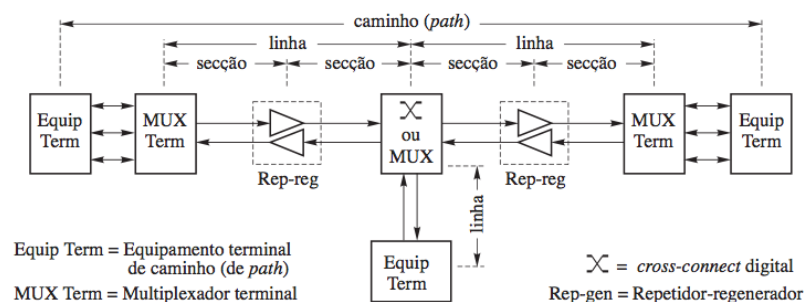 caminho (path)
linha
linha
secção
secção
secção
secção
Equip
Term
MUX
Term
Rep-reg
ou
MUX
Rep-reg
MUX
Term
Equip
Term
linha
Equip
Term
Equip Term = Equipamento terminal
de caminho (de path)
MUX Term = Multiplexador terminal
= cross-connect digital
Rep-gen = Repetidor-regenerador